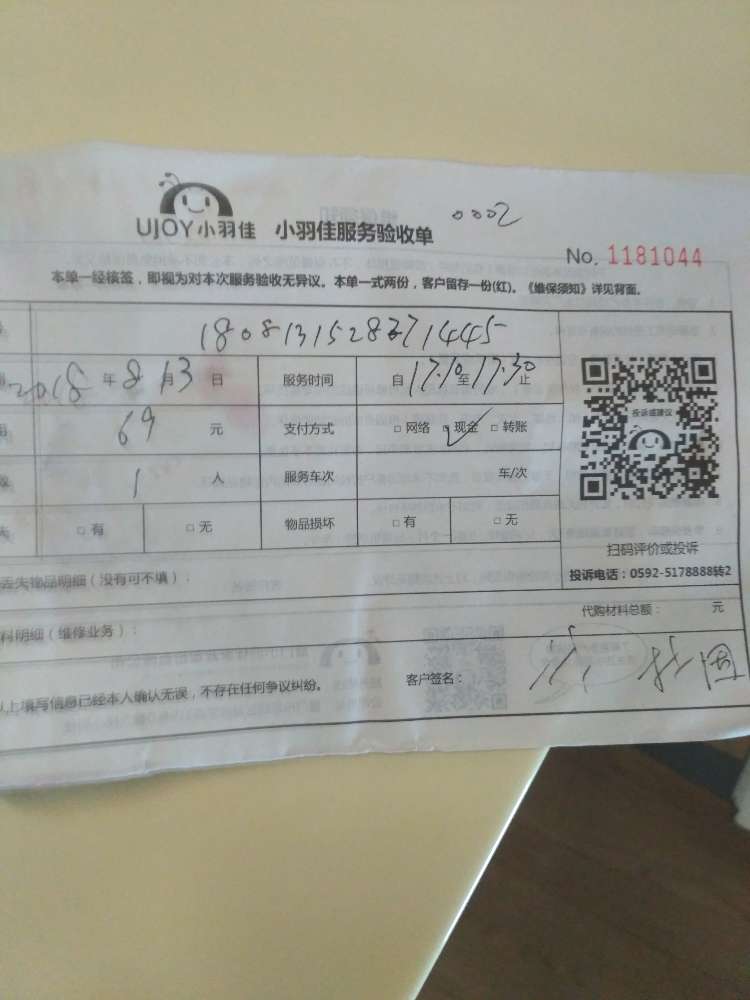 0002
UJOY小羽佳 小羽佳服务验收单
No. 1181044
本单一经核签，即视为对本次服务验收无异议。本单一式两份，客户留存一份(红)。《维保须知》详见背面。
2018 年 8 月 13 日 服务时间 自 17.10 至 17.30 止
69 元 支付方式 □ 网络 □ 现金 □ 转账
投诉或建议
1 人 服务车次 车/次
□ 有 □ 无 物品损坏 □ 有 □ 无
扫码评价或投诉
丢失物品明细（没有可不填）：
投诉电话：0592-5178888转2
料明细（维修业务）：
代购材料总额： 元
以上填写信息已经本人确认无误，不存在任何争议纠纷。 客户签名：